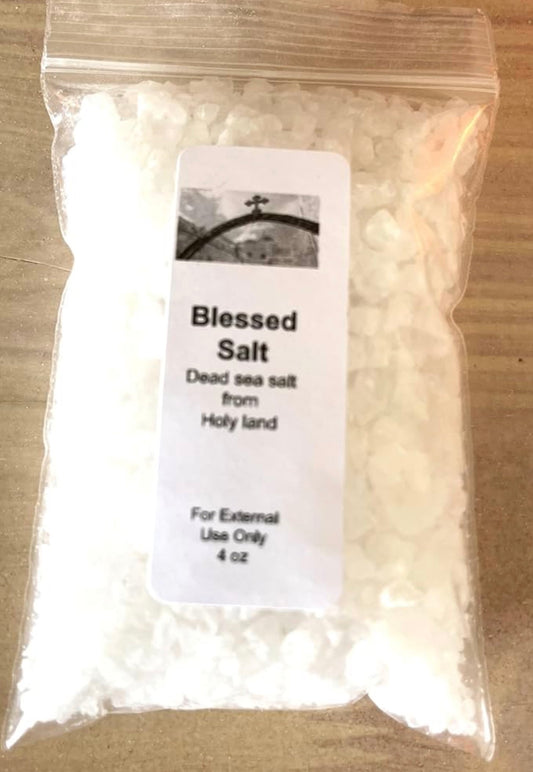 Blessed
Salt
Dead sea salt
from
Holy land
For External
Use Only
4 oz